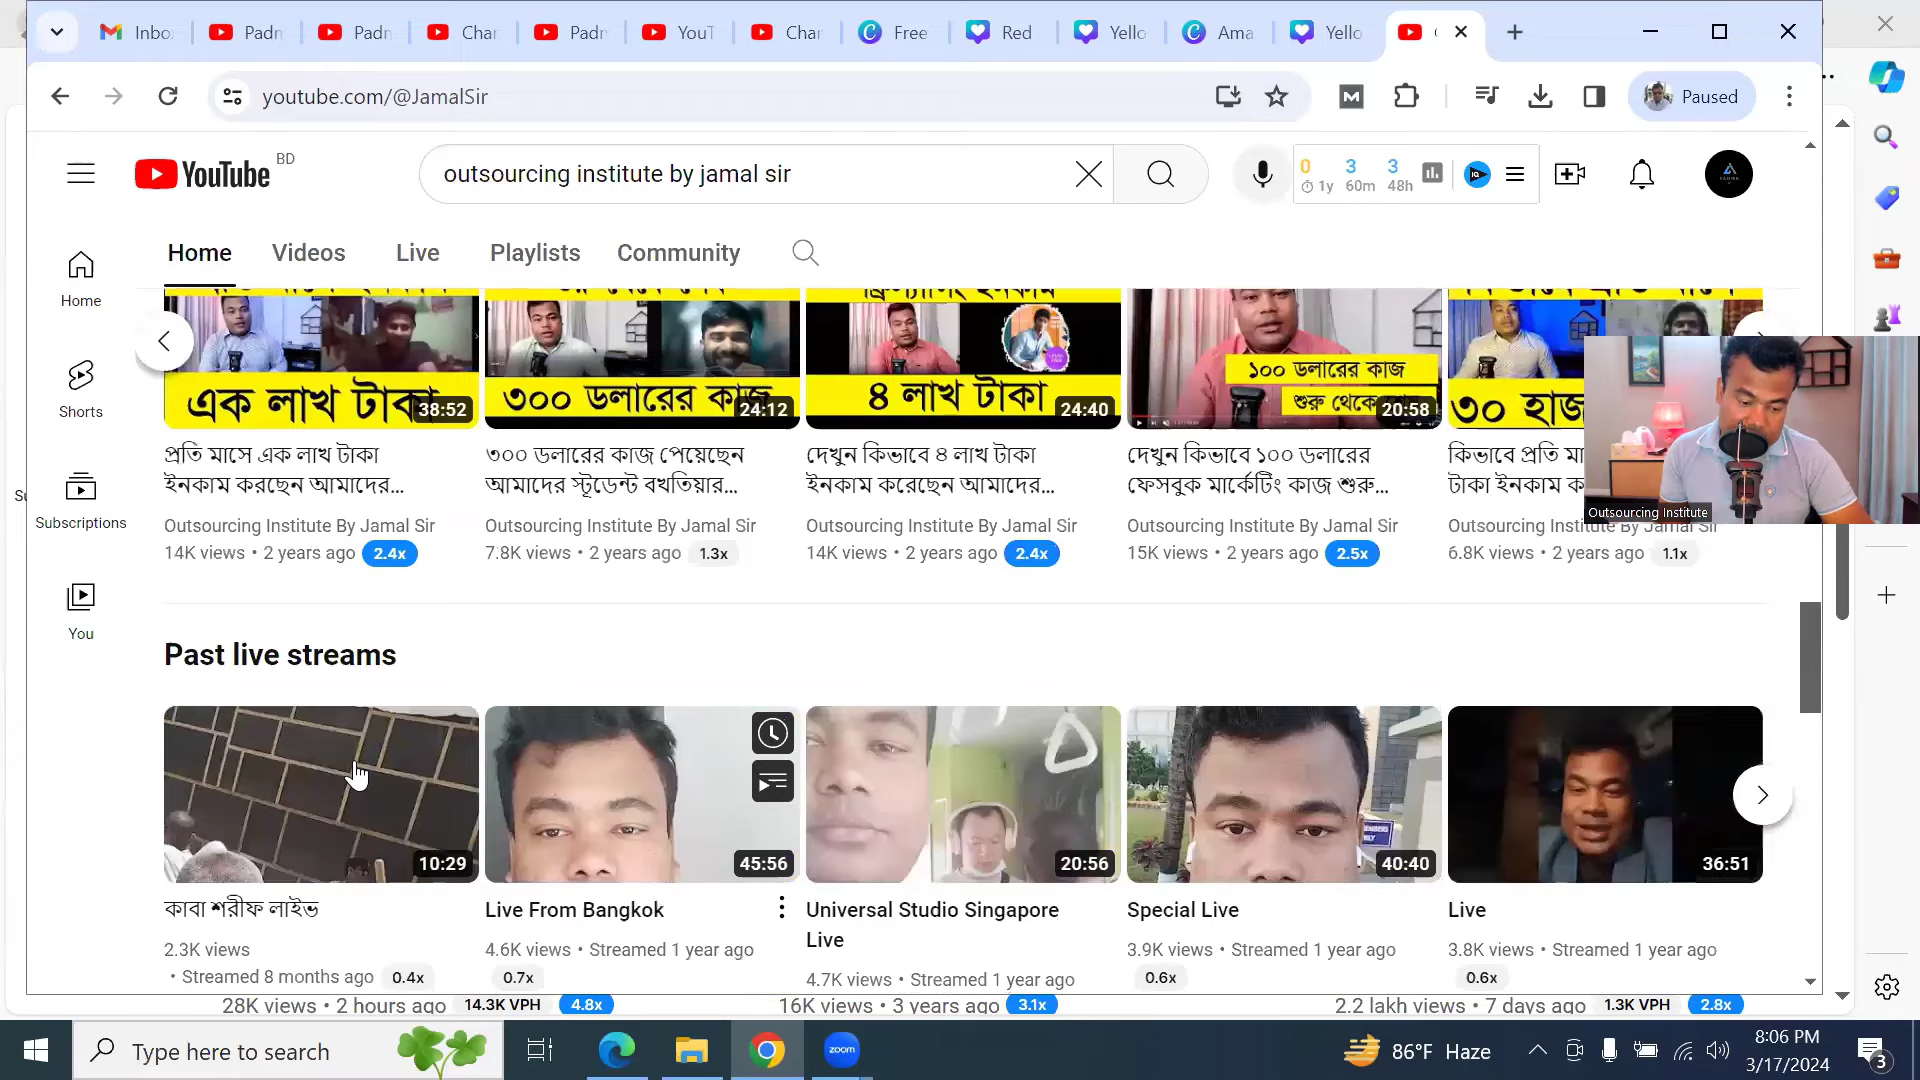 Inbo
Padn
Padn
Char
Padn
YouT
Char
Free
Red
Yello
Ama
Yello
youtube.com/@JamalSir
Paused
YouTube BD
outsourcing institute by jamal sir
0 3 3
1y 60m 48h
Home Videos Live Playlists Community
Home
Shorts
Subscriptions
You
এক লাখ টাকা
38:52
৩০০ ডলারের কাজ
24:12
৪ লাখ টাকা
24:40
১০০ ডলারের কাজ
শুরু থেকে
20:58
৩০ হাজ
প্রতি মাসে এক লাখ টাকা
ইনকাম করছেন আমাদের...
Outsourcing Institute By Jamal Sir
14K views • 2 years ago 2.4x
৩০০ ডলারের কাজ পেয়েছেন
আমাদের স্টুডেন্ট বখতিয়ার...
Outsourcing Institute By Jamal Sir
7.8K views • 2 years ago 1.3x
দেখুন কিভাবে ৪ লাখ টাকা
ইনকাম করেছেন আমাদের...
Outsourcing Institute By Jamal Sir
14K views • 2 years ago 2.4x
দেখুন কিভাবে ১০০ ডলারের
ফেসবুক মার্কেটিং কাজ শুরু...
Outsourcing Institute By Jamal Sir
15K views • 2 years ago 2.5x
কিভাবে প্রতি মা
টাকা ইনকাম ক
Outsourcing Institute By Jamal Sir
6.8K views • 2 years ago 1.1x
Outsourcing Institute
Past live streams
10:29
45:56
20:56
40:40
36:51
কাবা শরীফ লাইভ
2.3K views
• Streamed 8 months ago 0.4x
Live From Bangkok
4.6K views • Streamed 1 year ago
0.7x
Universal Studio Singapore
Live
4.7K views • Streamed 1 year ago
Special Live
3.9K views • Streamed 1 year ago
0.6x
Live
3.8K views • Streamed 1 year ago
0.6x
28K views • 2 hours ago 14.3K VPH 4.8x
16K views • 3 years ago 3.1x
2.2 lakh views • 7 days ago 1.3K VPH 2.8x
Type here to search
zoom
86°F Haze
8:06 PM
3/17/2024
3